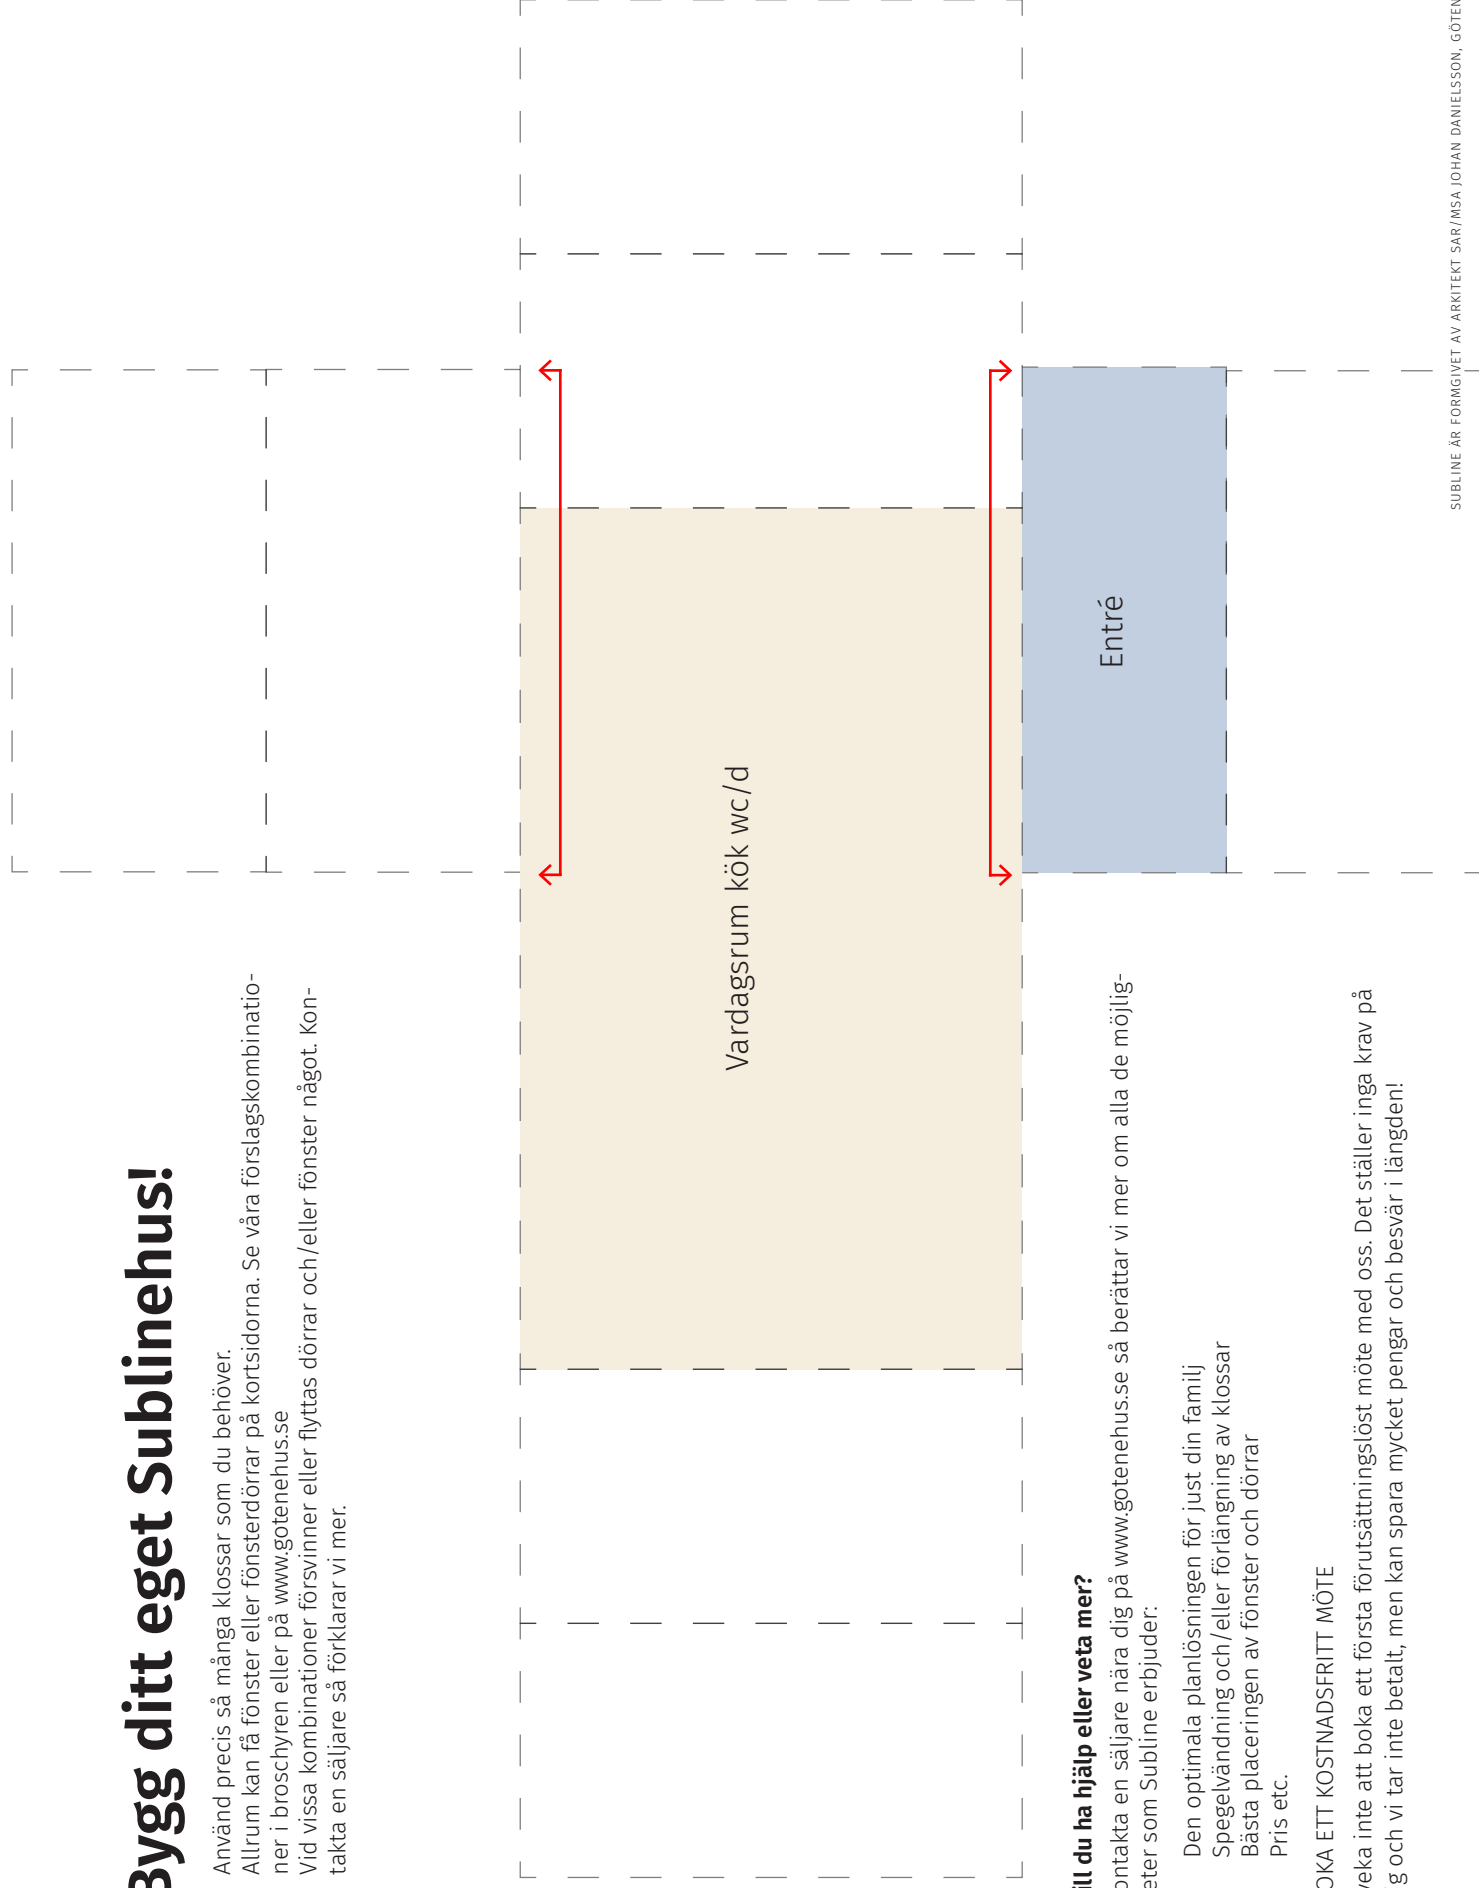 Bygg ditt eget Sublinehus!
Använd precis så många klossar som du behöver.
Allrum kan få fönster eller fönsterdörrar på kortsidorna. Se våra förslagskombinatio-
ner i broschyren eller på www.gotenehus.se
Vid vissa kombinationer försvinner eller flyttas dörrar och/eller fönster något. Kon-
takta en säljare så förklarar vi mer.
Vardagsrum kök wc/d
Entré
ill du ha hjälp eller veta mer?
ontakta en säljare nära dig på www.gotenehus.se så berättar vi mer om alla de möjlig-
eter som Subline erbjuder:
Den optimala planlösningen för just din familj
Spegelvändning och/eller förlängning av klossar
Bästa placeringen av fönster och dörrar
Pris etc.
OKA ETT KOSTNADSFRITT MÖTE
veka inte att boka ett första förutsättningslöst möte med oss. Det ställer inga krav på
g och vi tar inte betalt, men kan spara mycket pengar och besvär i längden!
SUBLINE ÄR FORMGIVET AV ARKITEKT SAR/MSA JOHAN DANIELSSON, GÖTEN